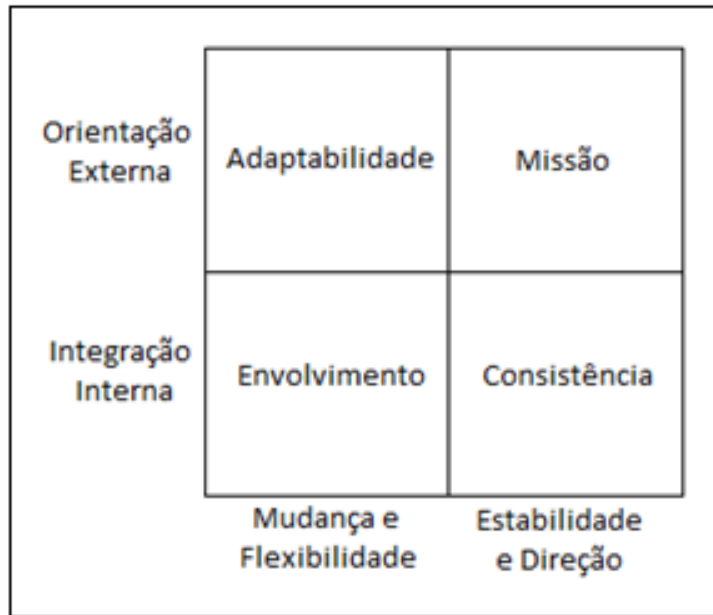 Orientação
Externa
Adaptabilidade
Missão
Integração
Interna
Envolvimento
Consistência
Mudança e
Flexibilidade
Estabilidade
e Direção